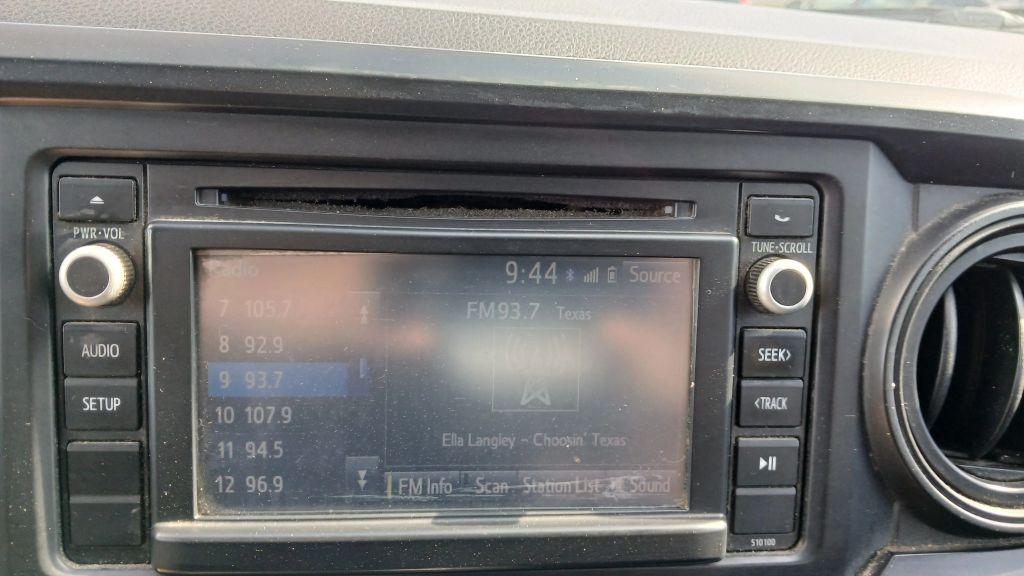 PWR·VOL
AUDIO
SETUP
Radio
9:44
Source
7 105.7
8 92.9
9 93.7
10 107.9
11 94.5
12 96.9
FM93.7 Texas
Ella Langley - Choosin' Texas
FM Info
Scan
Station List
Sound
TUNE·SCROLL
SEEK>
<TRACK
510100